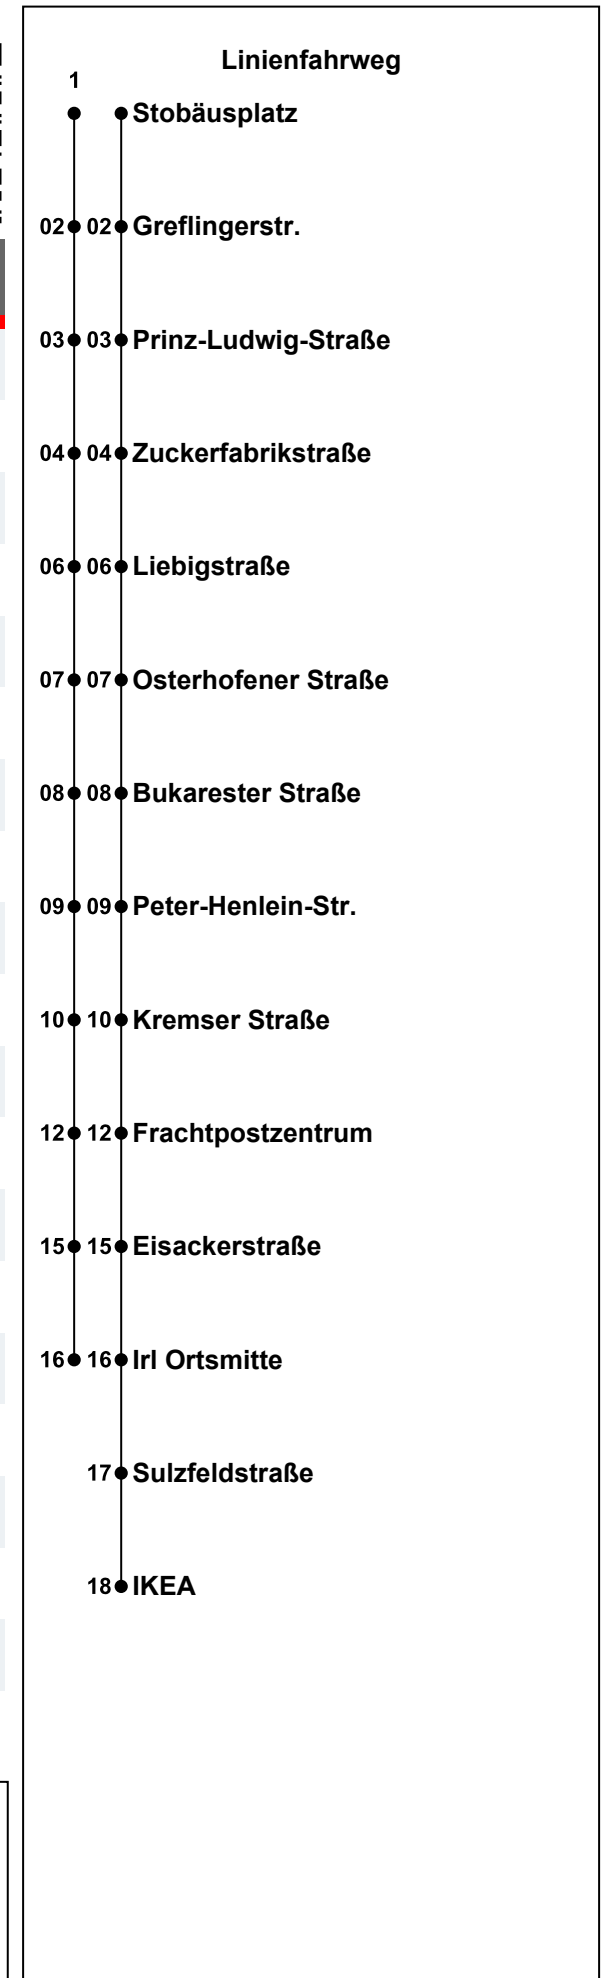 Linienfahrweg
1
Stobäusplatz
02 02 Greflingerstr.
03 03 Prinz-Ludwig-Straße
04 04 Zuckerfabrikstraße
06 06 Liebigstraße
07 07 Osterhofener Straße
08 08 Bukarester Straße
09 09 Peter-Henlein-Str.
10 10 Kremser Straße
12 12 Frachtpostzentrum
15 15 Eisackerstraße
16 16 Irl Ortsmitte
17 Sulzfeldstraße
18 IKEA